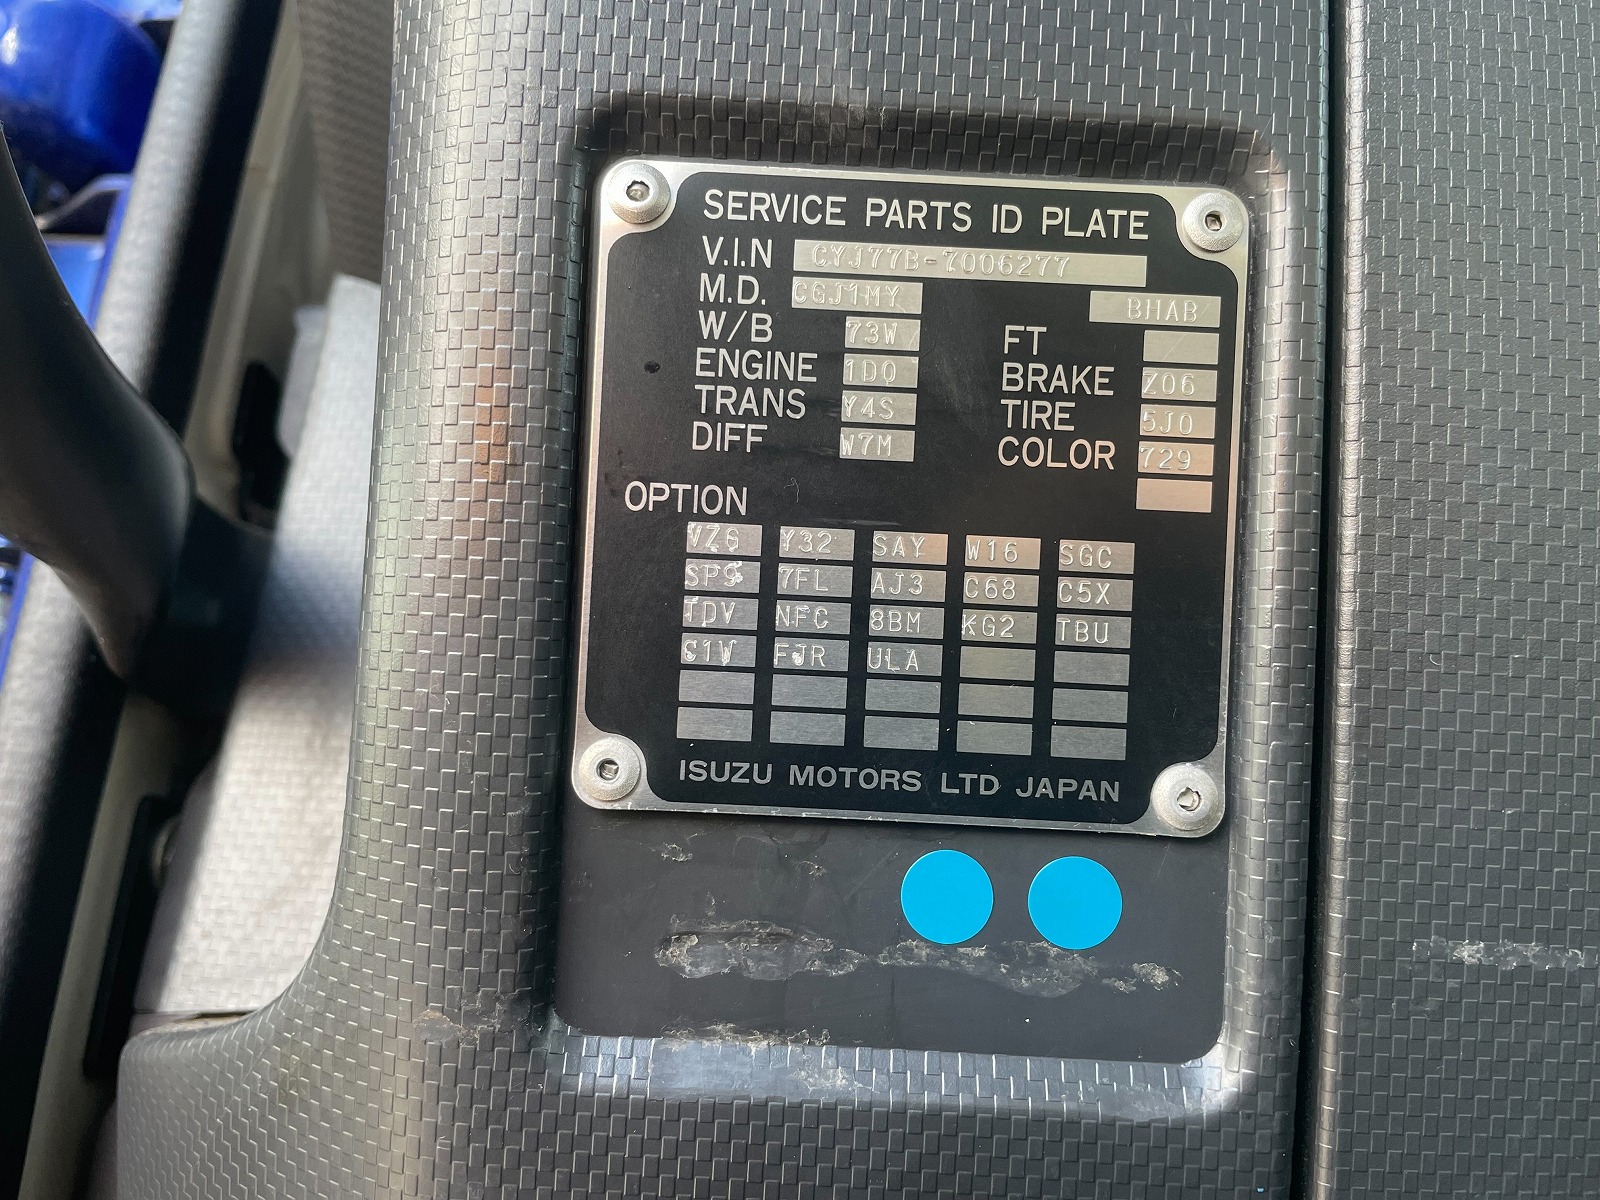 SERVICE PARTS ID PLATE
V.I.N CYJ77B-7006277
M.D. CGJ1MY BHAB
W/B 73W FT
ENGINE 1DQ BRAKE Z06
TRANS Y4S TIRE 5J0
DIFF W7M COLOR 729
OPTION
VZ6 Y32 SAY W16 SGC
SP9 7FL AJ3 C68 C5X
TDV NFC 8BM KG2 TBU
C1W FJR ULA
ISUZU MOTORS LTD JAPAN